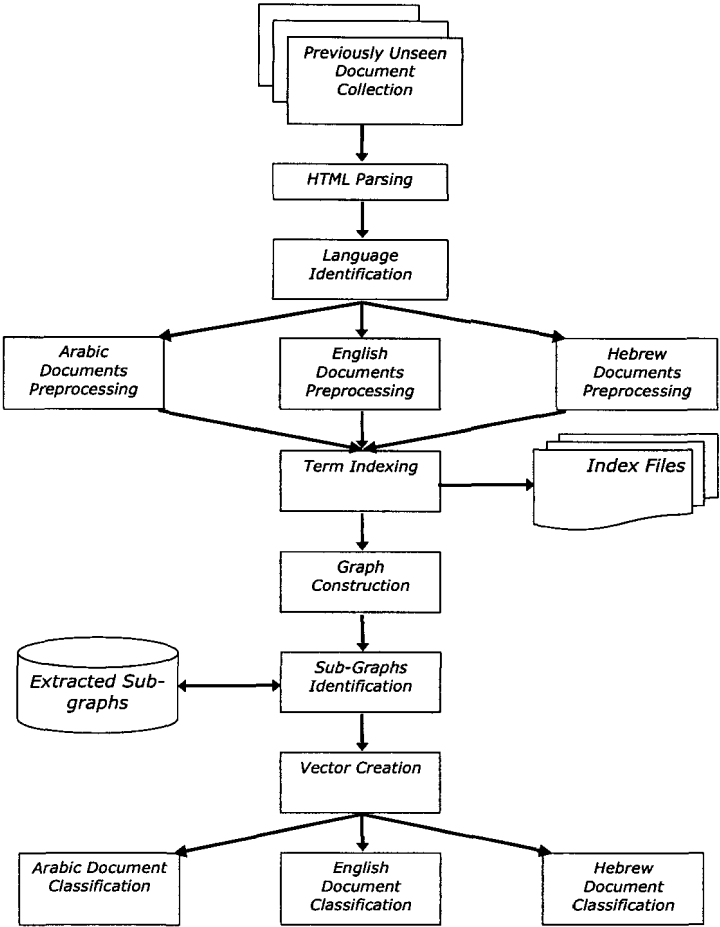 Previously Unseen
Document
Collection
HTML Parsing
Language
Identification
Arabic
Documents
Preprocessing
English
Documents
Preprocessing
Hebrew
Documents
Preprocessing
Term Indexing
Index Files
Graph
Construction
Extracted Sub-
graphs
Sub-Graphs
Identification
Vector Creation
Arabic Document
Classification
English
Document
Classification
Hebrew
Document
Classification